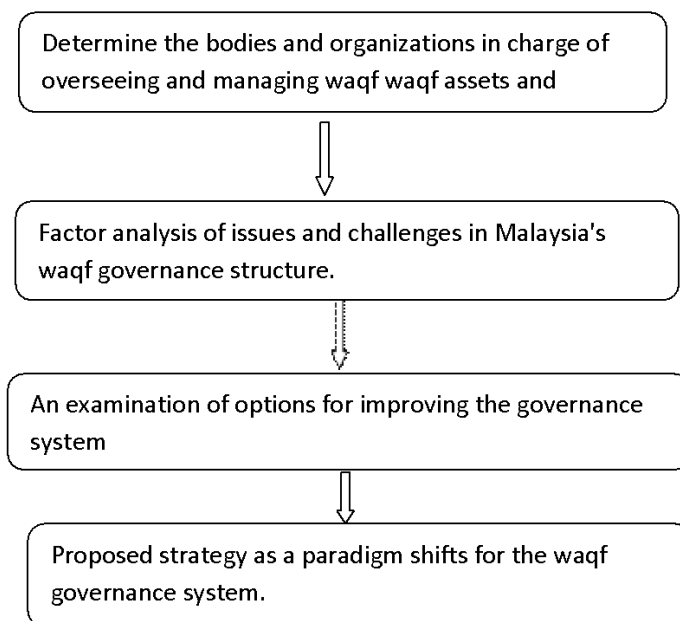 Determine the bodies and organizations in charge of
overseeing and managing waqf waqf assets and
Factor analysis of issues and challenges in Malaysia's
waqf governance structure.
An examination of options for improving the governance
system
Proposed strategy as a paradigm shifts for the waqf
governance system.